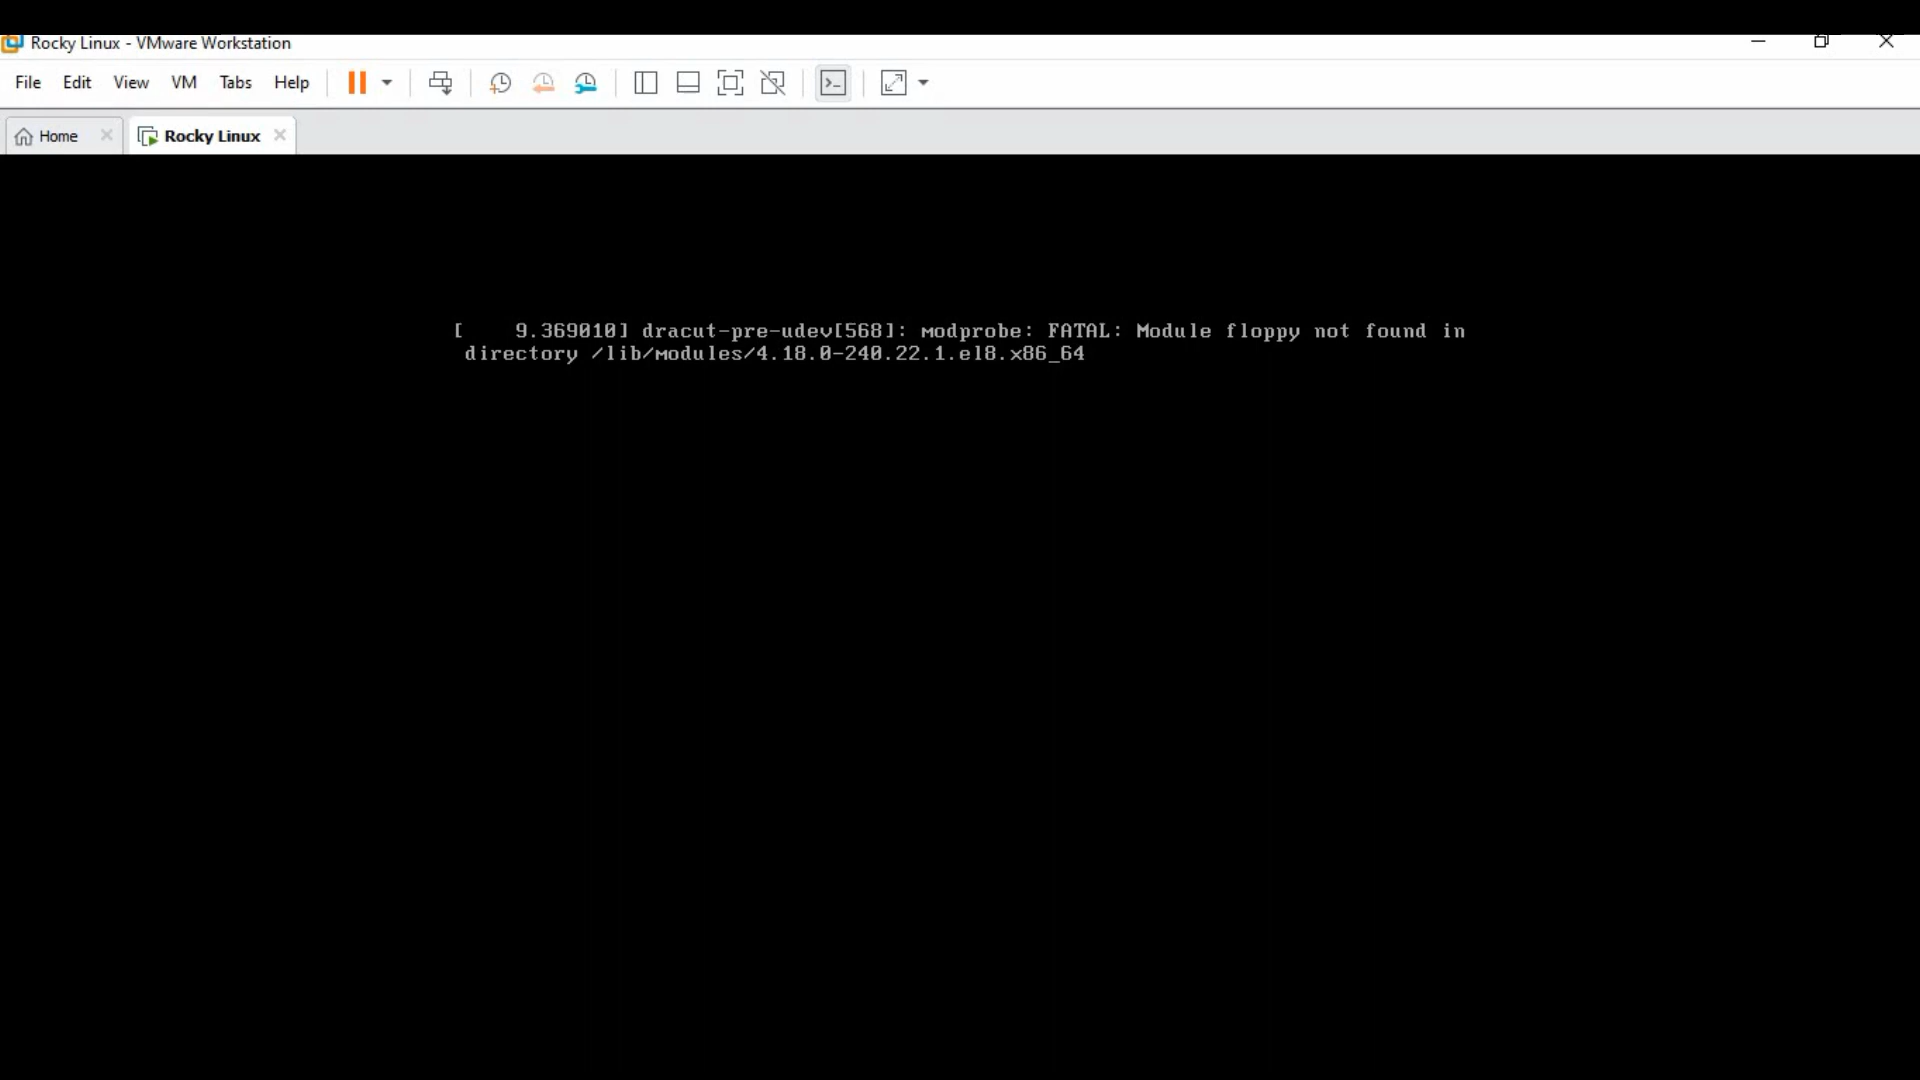 Rocky Linux - VMware Workstation
File Edit View VM Tabs Help
Home Rocky Linux
[    9.369010] dracut-pre-udev[568]: modprobe: FATAL: Module floppy not found in
directory /lib/modules/4.18.0-240.22.1.el8.x86_64